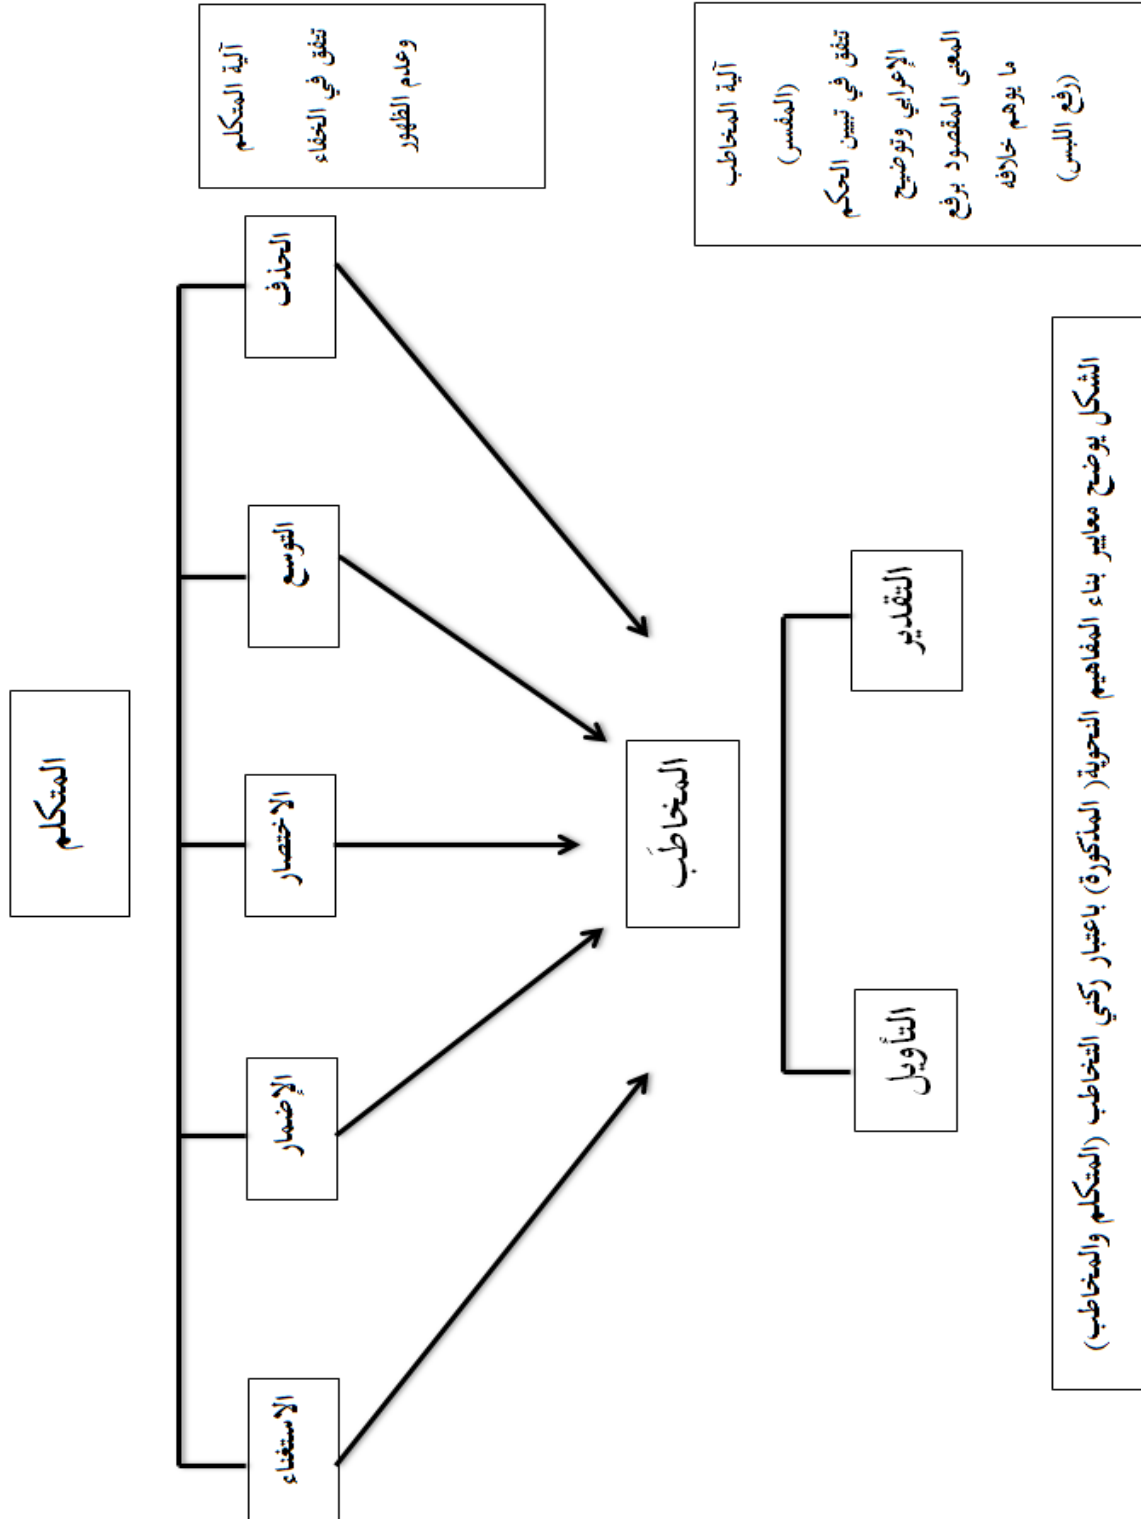 المتكلم
آلية المتكلم
تتفق في الخفاء
وعدم الظهور
الحذف
التوسع
الاختصار
الإضمار
الاستغناء
المخاطَب
آلية المخاطب
(المفسر)
تتفق في تبيين الحكم
الإعرابي وتوضيح
المعنى المقصود برفع
ما يوهم خلافه
(رفع اللبس)
التقدير
التأويل
الشكل يوضح معايير بناء المفاهيم النحوية( المذكورة) باعتبار ركني التخاطب (المتكلم والمخاطب)